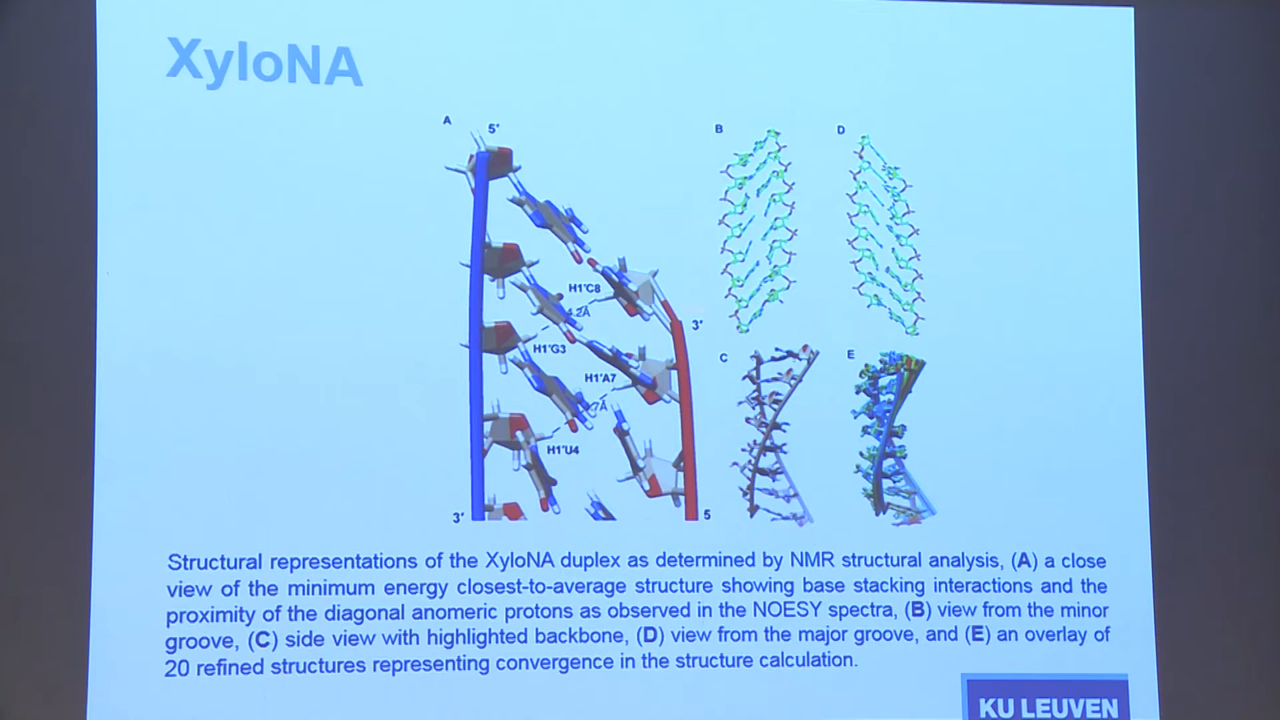 XyloNA
A
5'
B
D
H1'C8
4.2Å
3'
H1'G3
C
E
H1'A7
7Å
H1'U4
3'
5
Structural representations of the XyloNA duplex as determined by NMR structural analysis, (A) a close
view of the minimum energy closest-to-average structure showing base stacking interactions and the
proximity of the diagonal anomeric protons as observed in the NOESY spectra, (B) view from the minor
groove, (C) side view with highlighted backbone, (D) view from the major groove, and (E) an overlay of
20 refined structures representing convergence in the structure calculation.
KU LEUVEN